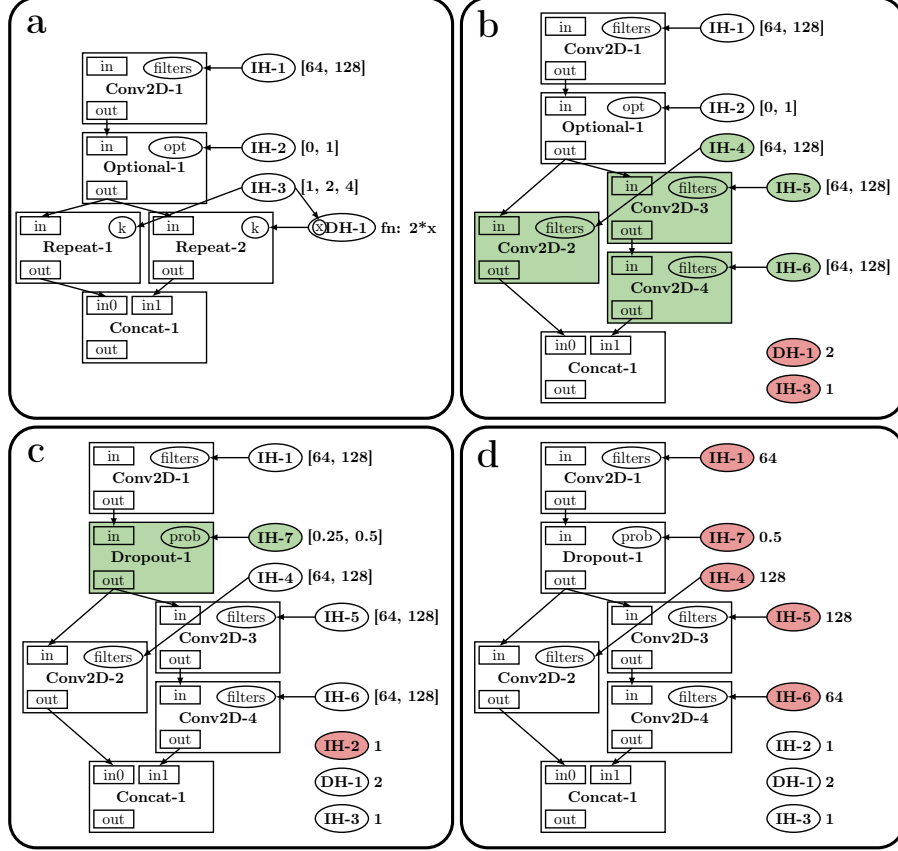 a
in filters IH-1 [64, 128]
Conv2D-1
out
in opt IH-2 [0, 1]
Optional-1
out IH-3 [1, 2, 4]
in k in k x DH-1 fn: 2*x
Repeat-1 Repeat-2
out out
in0 in1
Concat-1
out
b
in filters IH-1 [64, 128]
Conv2D-1
out
in opt IH-2 [0, 1]
Optional-1
out IH-4 [64, 128]
in filters IH-5 [64, 128]
Conv2D-3
in filters out
Conv2D-2
out in filters IH-6 [64, 128]
Conv2D-4
out
in0 in1 DH-1 2
Concat-1
out IH-3 1
c
in filters IH-1 [64, 128]
Conv2D-1
out
in prob IH-7 [0.25, 0.5]
Dropout-1
out IH-4 [64, 128]
in filters IH-5 [64, 128]
Conv2D-3
in filters out
Conv2D-2
out in filters IH-6 [64, 128]
Conv2D-4
out IH-2 1
in0 in1 DH-1 2
Concat-1
out IH-3 1
d
in filters IH-1 64
Conv2D-1
out
in prob IH-7 0.5
Dropout-1
out IH-4 128
in filters IH-5 128
Conv2D-3
in filters out
Conv2D-2
out in filters IH-6 64
Conv2D-4
out IH-2 1
in0 in1 DH-1 2
Concat-1
out IH-3 1